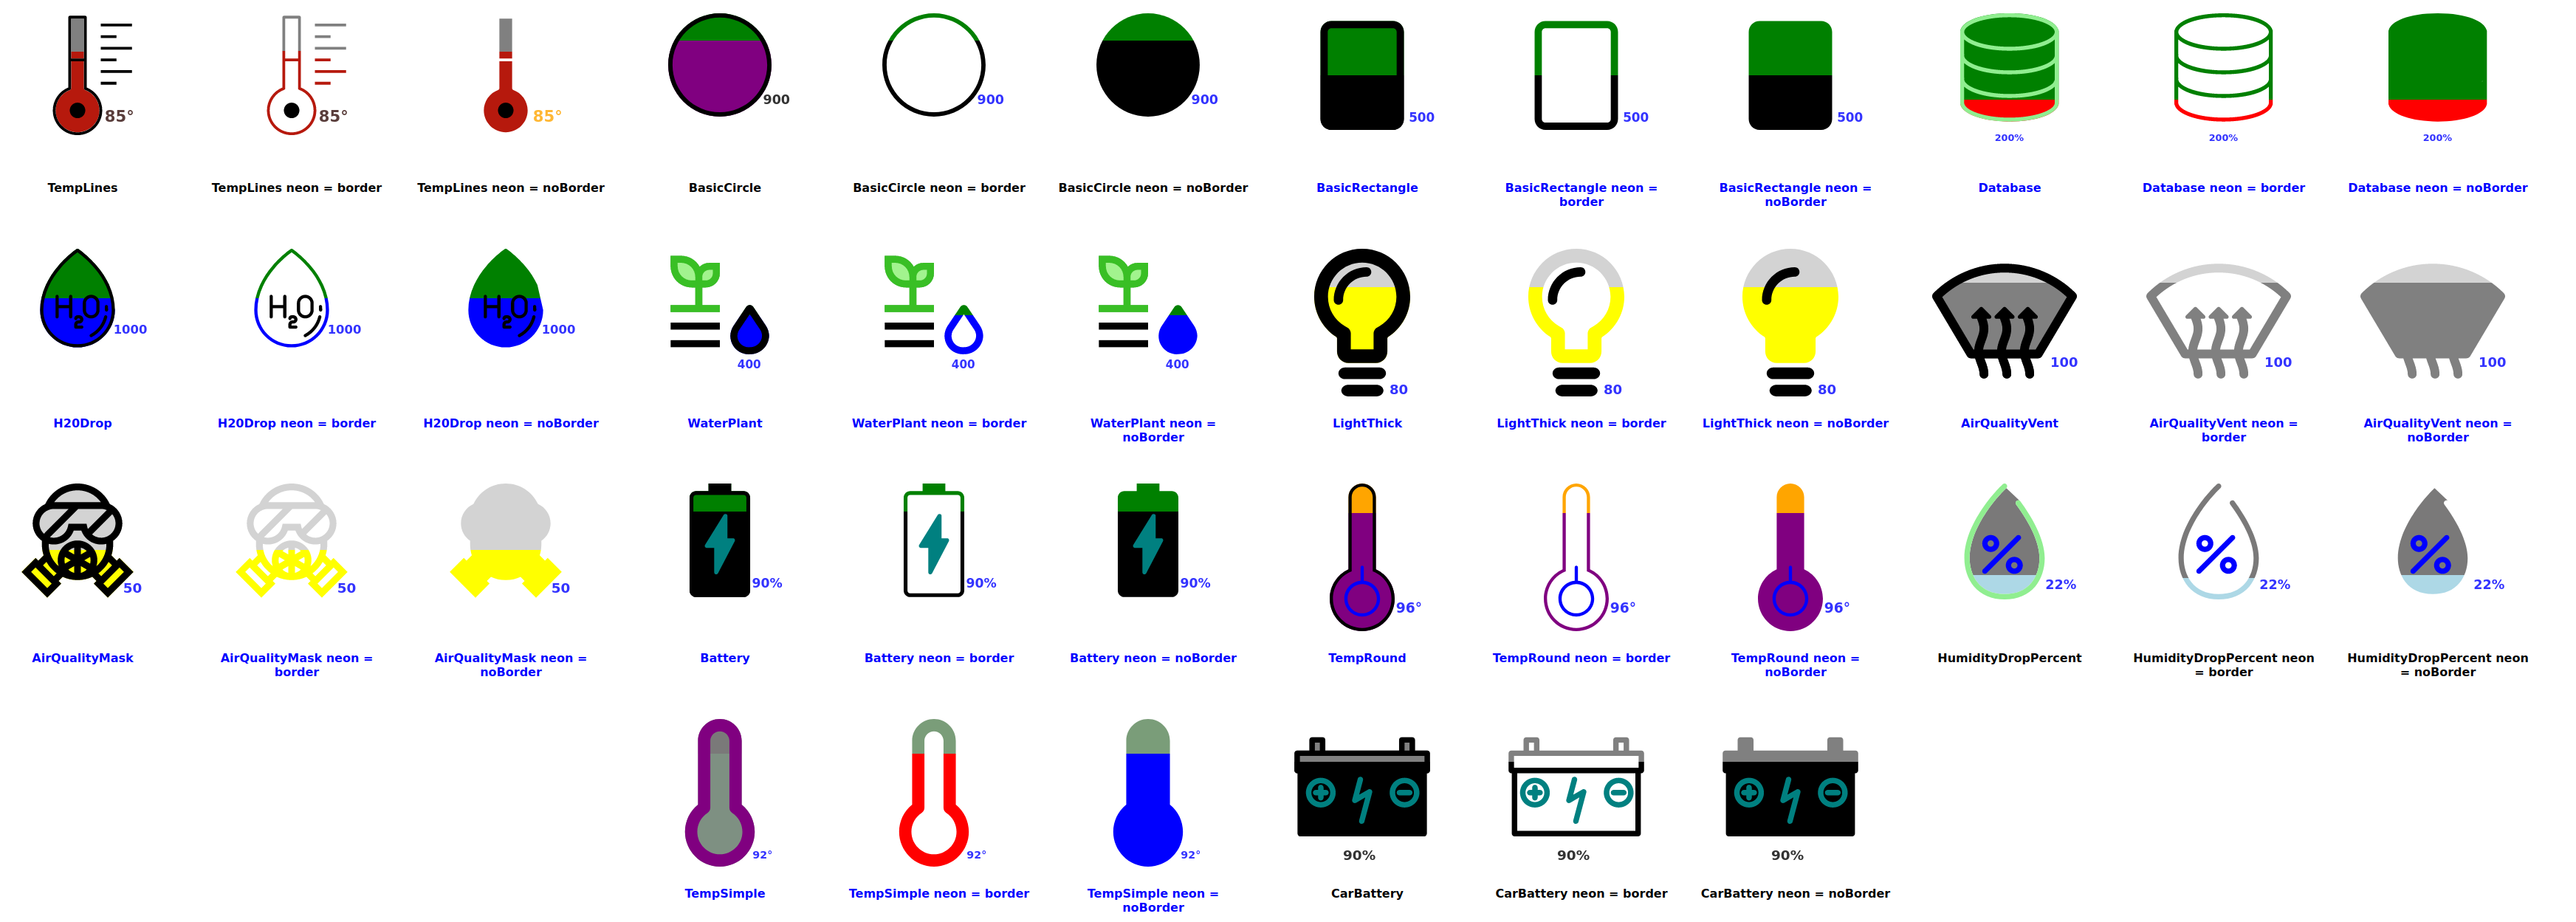 85°
85°
85°
900
900
900
500
500
500
200%
200%
200%
TempLines
TempLines neon = border
TempLines neon = noBorder
BasicCircle
BasicCircle neon = border
BasicCircle neon = noBorder
BasicRectangle
BasicRectangle neon =
border
BasicRectangle neon =
noBorder
Database
Database neon = border
Database neon = noBorder
H2O
1000
H2O
1000
H2O
1000
400
400
400
80
80
80
100
100
100
H20Drop
H20Drop neon = border
H20Drop neon = noBorder
WaterPlant
WaterPlant neon = border
WaterPlant neon =
noBorder
LightThick
LightThick neon = border
LightThick neon = noBorder
AirQualityVent
AirQualityVent neon =
border
AirQualityVent neon =
noBorder
50
50
50
90%
90%
90%
96°
96°
96°
%
22%
%
22%
%
22%
AirQualityMask
AirQualityMask neon =
border
AirQualityMask neon =
noBorder
Battery
Battery neon = border
Battery neon = noBorder
TempRound
TempRound neon = border
TempRound neon =
noBorder
HumidityDropPercent
HumidityDropPercent neon
= border
HumidityDropPercent neon
= noBorder
92°
92°
92°
90%
90%
90%
TempSimple
TempSimple neon = border
TempSimple neon =
noBorder
CarBattery
CarBattery neon = border
CarBattery neon = noBorder